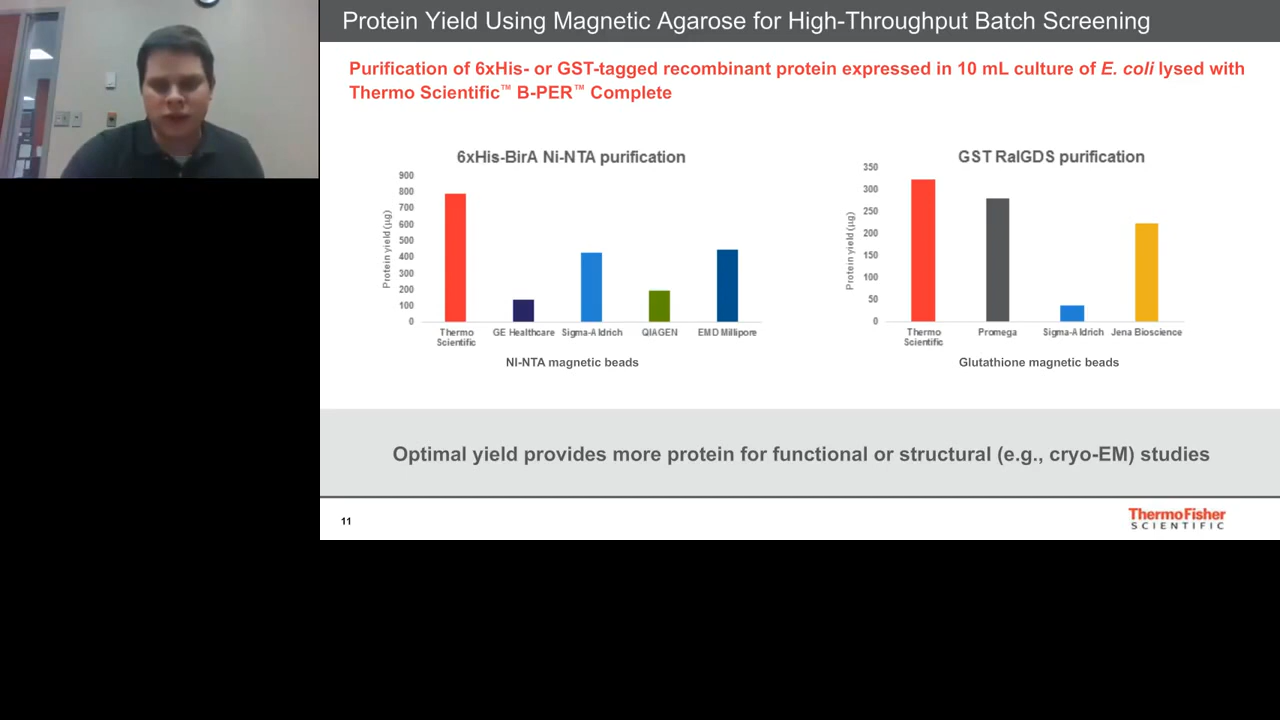 Protein Yield Using Magnetic Agarose for High-Throughput Batch Screening
Purification of 6xHis- or GST-tagged recombinant protein expressed in 10 mL culture of E. coli lysed with
Thermo Scientific™ B-PER™ Complete
6xHis-BirA Ni-NTA purification
Protein yield (µg)
900
800
700
600
500
400
300
200
100
0
Thermo
Scientific
GE Healthcare
Sigma-Aldrich
QIAGEN
EMD Millipore
NI-NTA magnetic beads
GST RalGDS purification
Protein yield (µg)
350
300
250
200
150
100
50
0
Thermo
Scientific
Promega
Sigma-Aldrich
Jena Bioscience
Glutathione magnetic beads
Optimal yield provides more protein for functional or structural (e.g., cryo-EM) studies
11
ThermoFisher
SCIENTIFIC